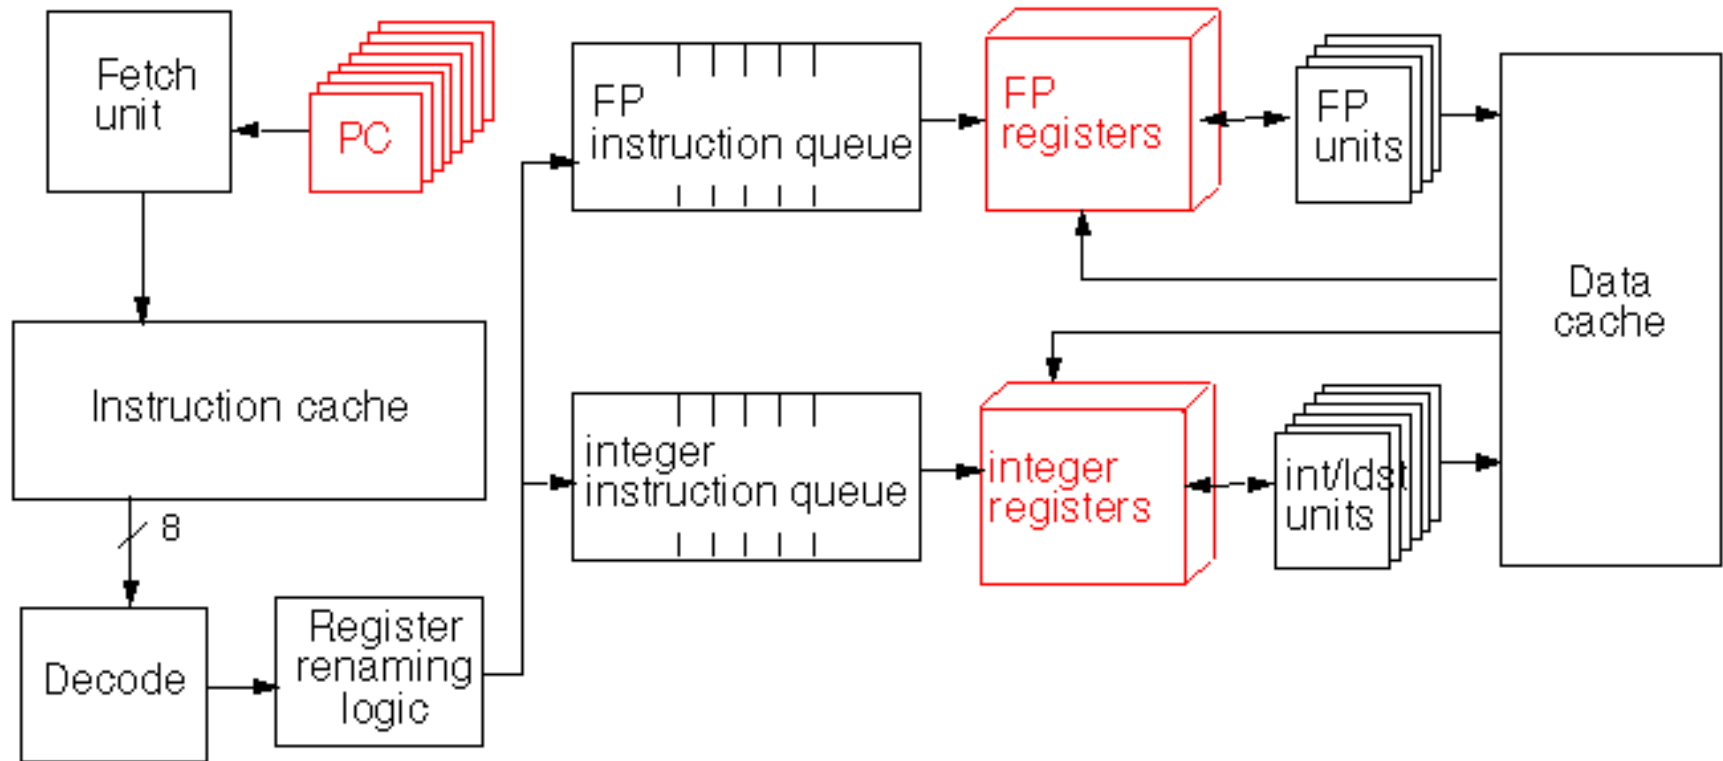 Fetch
unit
PC
FP
instruction queue
FP
registers
FP
units
Data
cache
Instruction cache
integer
instruction queue
integer
registers
int/ldst
units
8
Decode
Register
renaming
logic